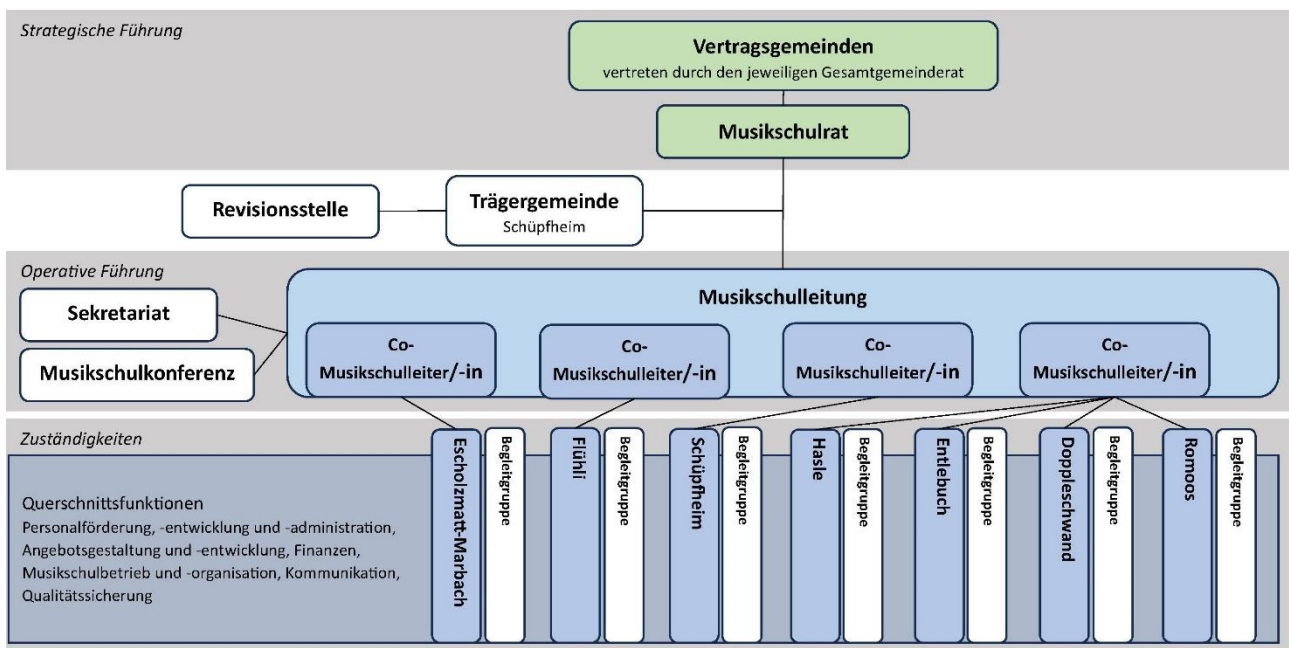 Strategische Führung
Vertragsgemeinden
vertreten durch den jeweiligen Gesamtgemeinderat
Musikschulrat
Revisionsstelle
Trägergemeinde
Schüpfheim
Operative Führung
Musikschulleitung
Sekretariat
Musikschulkonferenz
Co-
Musikschulleiter/-in
Co-
Musikschulleiter/-in
Co-
Musikschulleiter/-in
Co-
Musikschulleiter/-in
Zuständigkeiten
Querschnittsfunktionen
Personalförderung, -entwicklung und -administration,
Angebotsgestaltung und -entwicklung, Finanzen,
Musikschulbetrieb und -organisation, Kommunikation,
Qualitätssicherung
Escholzmatt-Marbach
Begleitgruppe
Flühli
Begleitgruppe
Schüpfheim
Begleitgruppe
Hasle
Begleitgruppe
Entlebuch
Begleitgruppe
Doppleschwand
Begleitgruppe
Romoos
Begleitgruppe